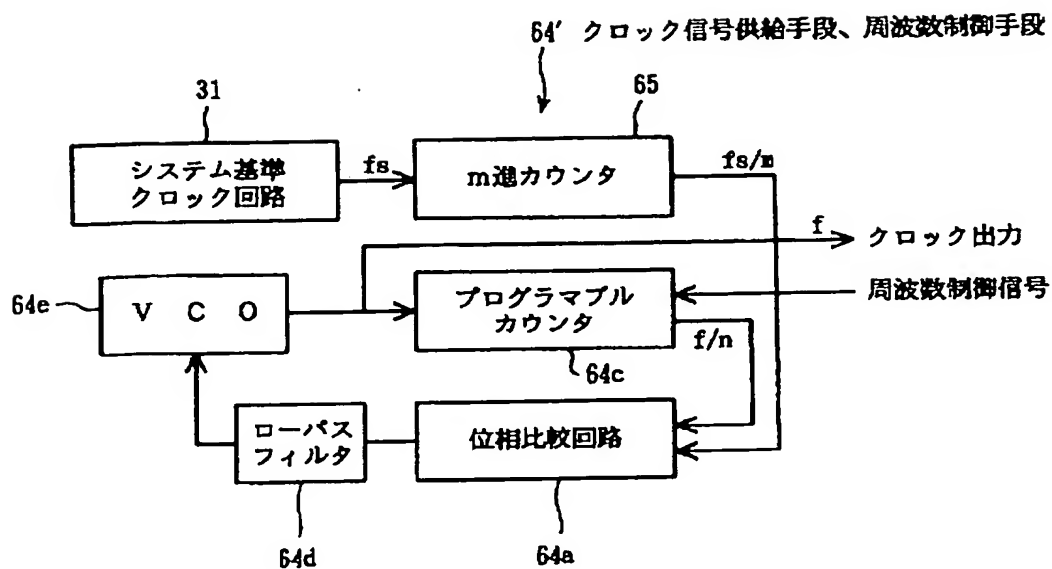 64' クロック信号供給手段、周波数制御手段
31
65
システム基準
クロック回路
fs
m進カウンタ
fs/m
f
クロック出力
64e
V C O
プログラマブル
カウンタ
周波数制御信号
f/n
64c
ローパス
フィルタ
位相比較回路
64d
64a